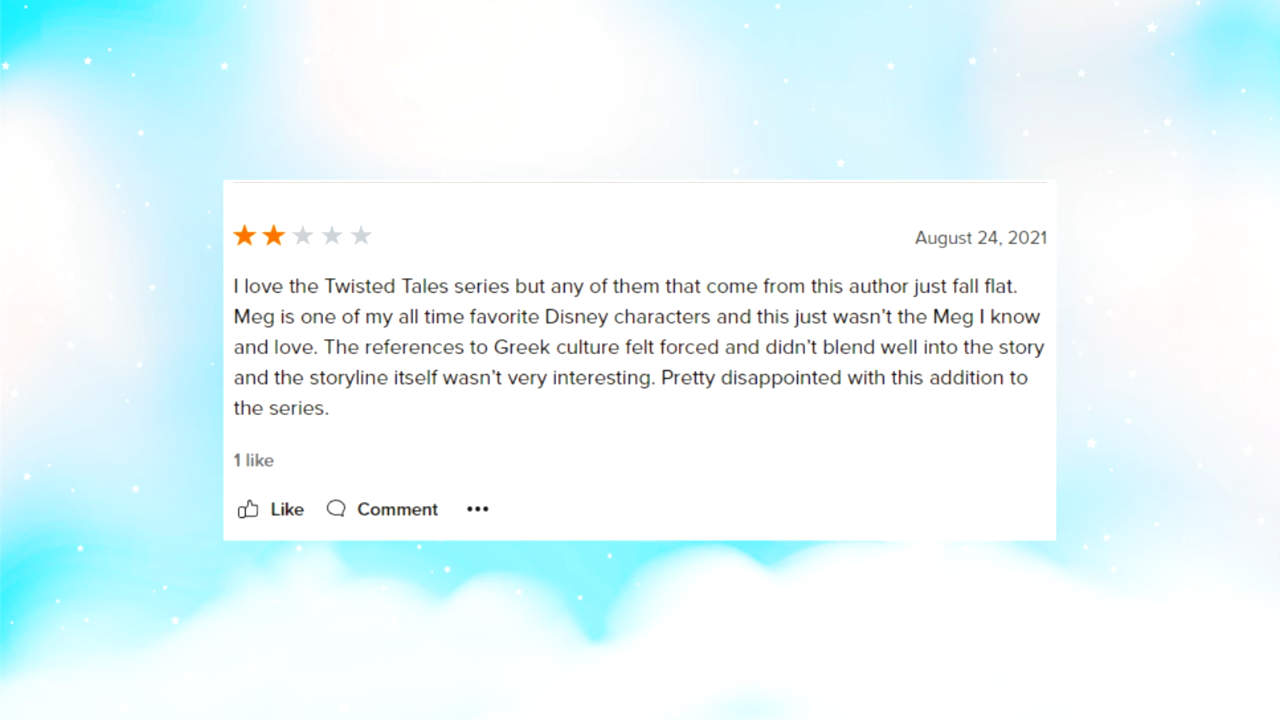 August 24, 2021
I love the Twisted Tales series but any of them that come from this author just fall flat.
Meg is one of my all time favorite Disney characters and this just wasn’t the Meg I know
and love. The references to Greek culture felt forced and didn’t blend well into the story
and the storyline itself wasn’t very interesting. Pretty disappointed with this addition to
the series.
1 like
Like Comment •••